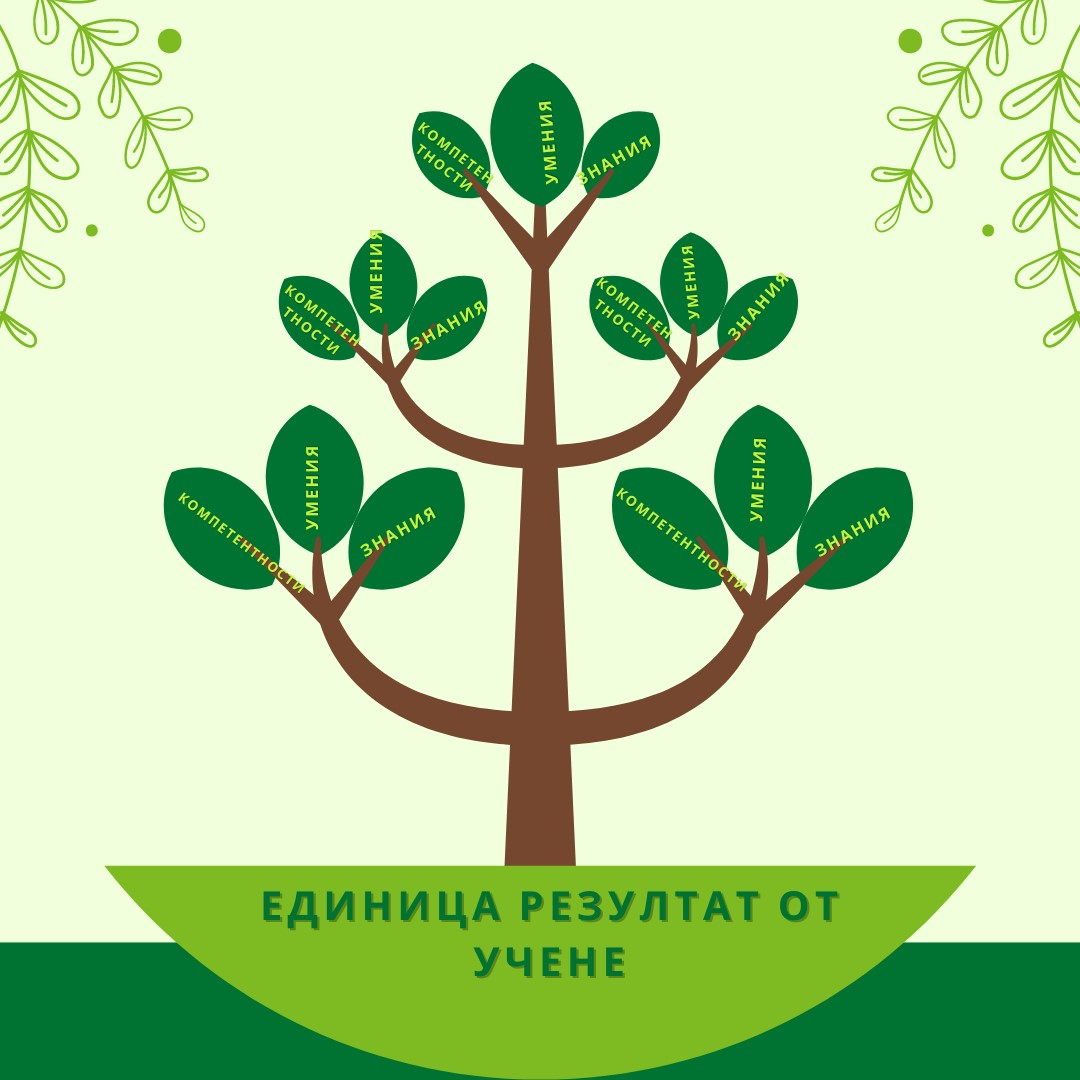 КОМПЕТЕН
ТНОСТИ
УМЕНИЯ
ЗНАНИЯ
КОМПЕТЕН
ТНОСТИ
УМЕНИЯ
ЗНАНИЯ
КОМПЕТЕН
ТНОСТИ
УМЕНИЯ
ЗНАНИЯ
КОМПЕТЕНТНОСТИ
УМЕНИЯ
ЗНАНИЯ
КОМПЕТЕНТНОСТИ
УМЕНИЯ
ЗНАНИЯ
ЕДИНИЦА РЕЗУЛТАТ ОТ
УЧЕНЕ